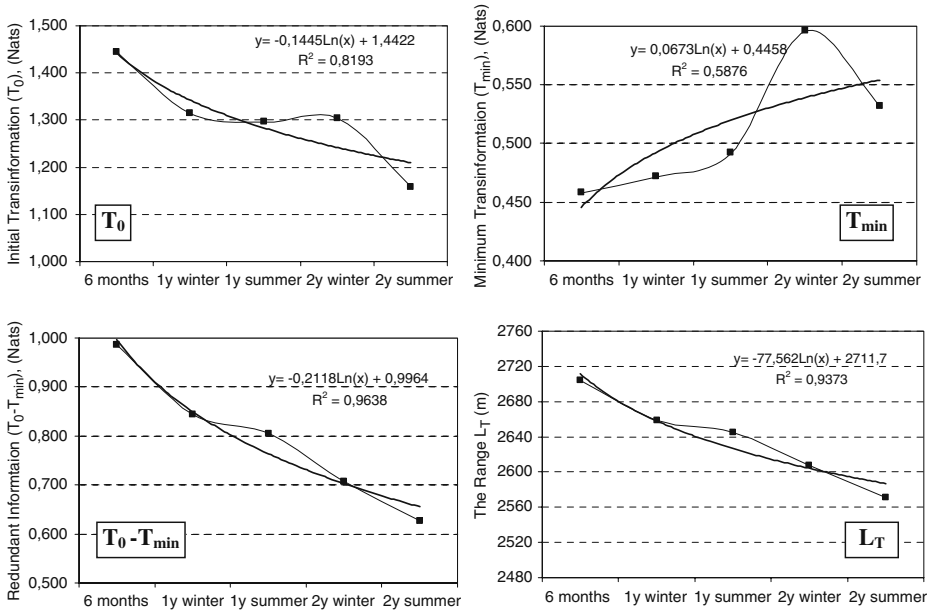 Initial Transinformation (T0), (Nats)
1,500
1,400
1,300
1,200
1,100
1,000
y= -0,1445Ln(x) + 1,4422
R2 = 0,8193
T0
6 months 1y winter 1y summer 2y winter 2y summer
Minimum Transinformtaion (Tmin), (Nats)
0,600
0,550
0,500
0,450
0,400
y= 0,0673Ln(x) + 0,4458
R2 = 0,5876
Tmin
6 months 1y winter 1y summer 2y winter 2y summer
Redundant Informtaion (T0-Tmin), (Nats)
1,000
0,900
0,800
0,700
0,600
0,500
y= -0,2118Ln(x) + 0,9964
R2 = 0,9638
T0 -Tmin
6 months 1y winter 1y summer 2y winter 2y summer
The Range LT (m)
2760
2720
2680
2640
2600
2560
2520
2480
y= -77,562Ln(x) + 2711,7
R2 = 0,9373
LT
6 months 1y winter 1y summer 2y winter 2y summer